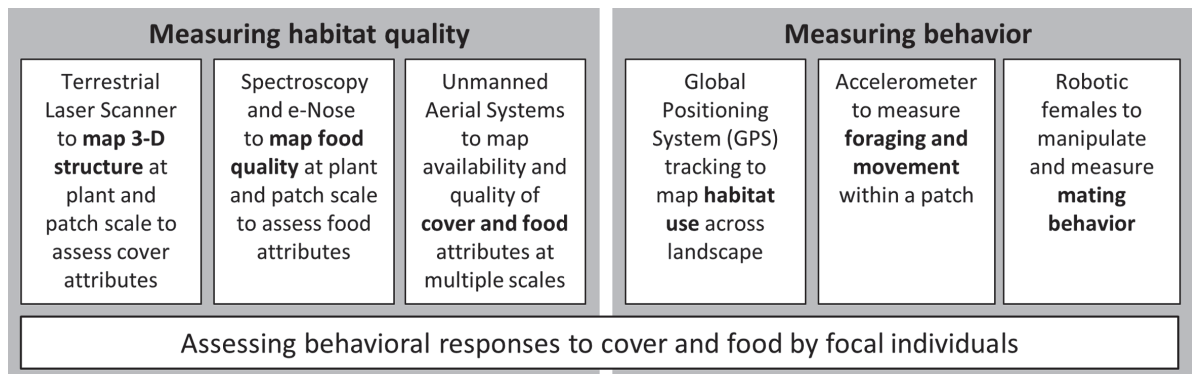 Measuring habitat quality
Terrestrial
Laser Scanner
to map 3-D
structure at
plant and
patch scale to
assess cover
attributes
Spectroscopy
and e-Nose
to map food
quality at plant
and patch scale
to assess food
attributes
Unmanned
Aerial Systems
to map
availability and
quality of
cover and food
attributes at
multiple scales
Measuring behavior
Global
Positioning
System (GPS)
tracking to
map habitat
use across
landscape
Accelerometer
to measure
foraging and
movement
within a patch
Robotic
females to
manipulate
and measure
mating
behavior
Assessing behavioral responses to cover and food by focal individuals